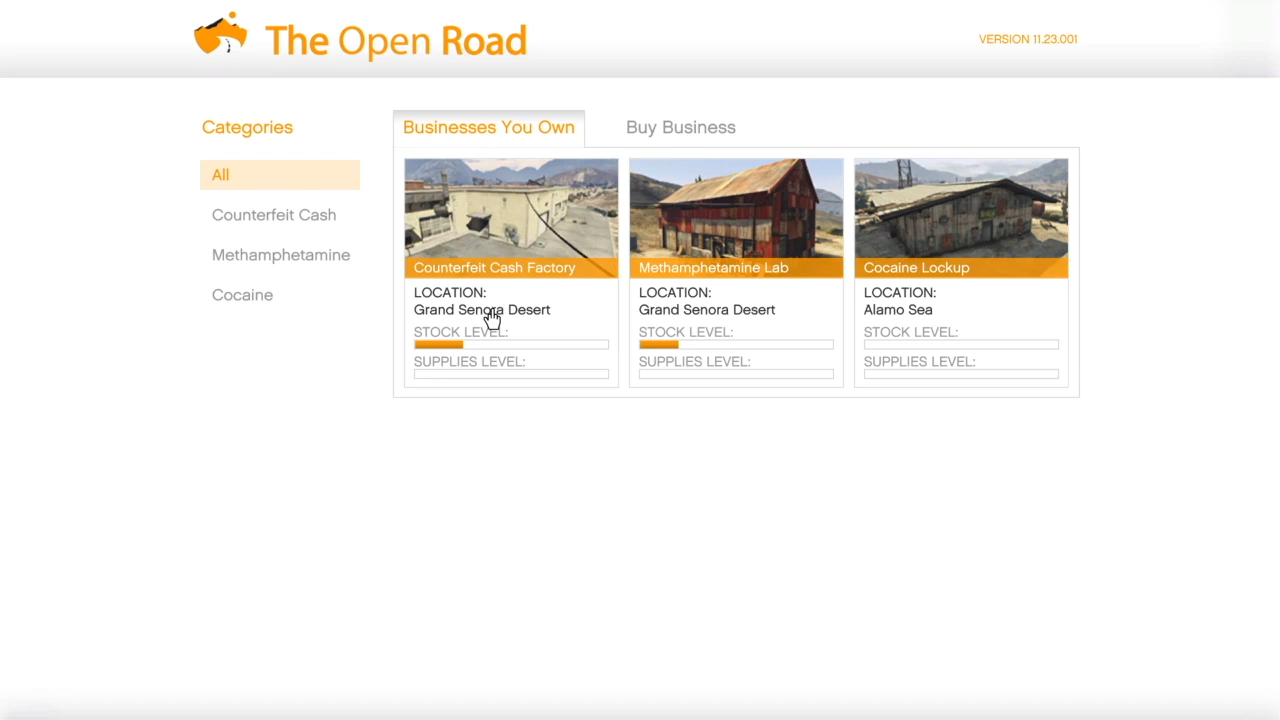 The Open Road
VERSION 11.23.001
Categories
All
Counterfeit Cash
Methamphetamine
Cocaine
Businesses You Own
Buy Business
Counterfeit Cash Factory
LOCATION:
Grand Senora Desert
STOCK LEVEL:
SUPPLIES LEVEL:
Methamphetamine Lab
LOCATION:
Grand Senora Desert
STOCK LEVEL:
SUPPLIES LEVEL:
Cocaine Lockup
LOCATION:
Alamo Sea
STOCK LEVEL:
SUPPLIES LEVEL: